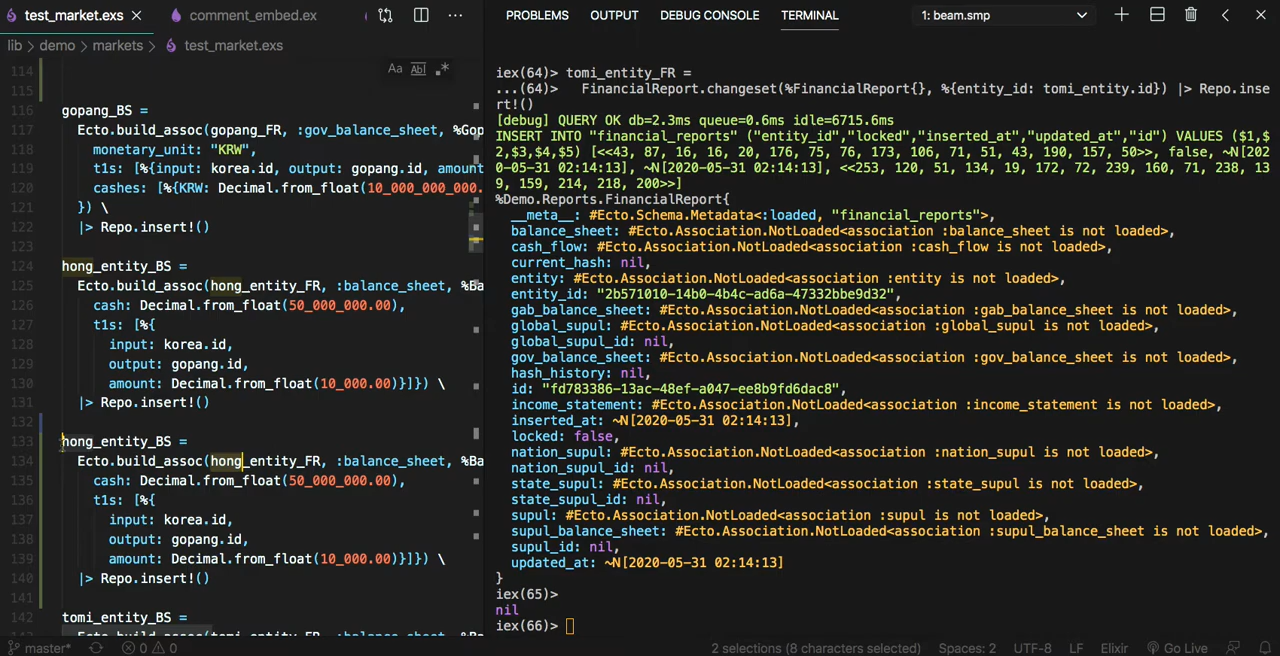 test_market.exs
comment_embed.ex
PROBLEMS OUTPUT DEBUG CONSOLE TERMINAL 1: beam.smp
lib > demo > markets > test_market.exs
Aa Abl .*
114
115
116 gopang_BS =
117 Ecto.build_assoc(gopang_FR, :gov_balance_sheet, %Gop
118 monetary_unit: "KRW",
119 t1s: [%{input: korea.id, output: gopang.id, amount
120 cashes: [%{KRW: Decimal.from_float(10_000_000_000.
121 }) \
122 |> Repo.insert!()
123
124 hong_entity_BS =
125 Ecto.build_assoc(hong_entity_FR, :balance_sheet, %Ba
126 cash: Decimal.from_float(50_000_000.00),
127 t1s: [%{
128 input: korea.id,
129 output: gopang.id,
130 amount: Decimal.from_float(10_000.00)}]}) \
131 |> Repo.insert!()
132
133 hong_entity_BS =
134 Ecto.build_assoc(hong_entity_FR, :balance_sheet, %Ba
135 cash: Decimal.from_float(50_000_000.00),
136 t1s: [%{
137 input: korea.id,
138 output: gopang.id,
139 amount: Decimal.from_float(10_000.00)}]}) \
140 |> Repo.insert!()
141
142 tomi_entity_BS =
Ecto.build_assoc(tomi_entity_FR, :balance_sheet, %Ba
iex(64)> tomi_entity_FR =
...(64)> FinancialReport.changeset(%FinancialReport{}, %{entity_id: tomi_entity.id}) |> Repo.inse
rt!()
[debug] QUERY OK db=2.3ms queue=0.6ms idle=6715.6ms
INSERT INTO "financial_reports" ("entity_id","locked","inserted_at","updated_at","id") VALUES ($1,$
2,$3,$4,$5) [<<43, 87, 16, 16, 20, 176, 75, 76, 173, 106, 71, 51, 43, 190, 157, 50>>, false, ~N[202
0-05-31 02:14:13], ~N[2020-05-31 02:14:13], <<253, 120, 51, 134, 19, 172, 72, 239, 160, 71, 238, 13
9, 159, 214, 218, 200>>]
%Demo.Reports.FinancialReport{
__meta__: #Ecto.Schema.Metadata<:loaded, "financial_reports">,
balance_sheet: #Ecto.Association.NotLoaded<association :balance_sheet is not loaded>,
cash_flow: #Ecto.Association.NotLoaded<association :cash_flow is not loaded>,
current_hash: nil,
entity: #Ecto.Association.NotLoaded<association :entity is not loaded>,
entity_id: "2b571010-14b0-4b4c-ad6a-47332bbe9d32",
gab_balance_sheet: #Ecto.Association.NotLoaded<association :gab_balance_sheet is not loaded>,
global_supul: #Ecto.Association.NotLoaded<association :global_supul is not loaded>,
global_supul_id: nil,
gov_balance_sheet: #Ecto.Association.NotLoaded<association :gov_balance_sheet is not loaded>,
hash_history: nil,
id: "fd783386-13ac-48ef-a047-ee8b9fd6dac8",
income_statement: #Ecto.Association.NotLoaded<association :income_statement is not loaded>,
inserted_at: ~N[2020-05-31 02:14:13],
locked: false,
nation_supul: #Ecto.Association.NotLoaded<association :nation_supul is not loaded>,
nation_supul_id: nil,
state_supul: #Ecto.Association.NotLoaded<association :state_supul is not loaded>,
state_supul_id: nil,
supul: #Ecto.Association.NotLoaded<association :supul is not loaded>,
supul_balance_sheet: #Ecto.Association.NotLoaded<association :supul_balance_sheet is not loaded>,
supul_id: nil,
updated_at: ~N[2020-05-31 02:14:13]
}
iex(65)>
nil
iex(66)>
master* 0 0 2 selections (8 characters selected) Spaces: 2 UTF-8 LF Elixir Go Live